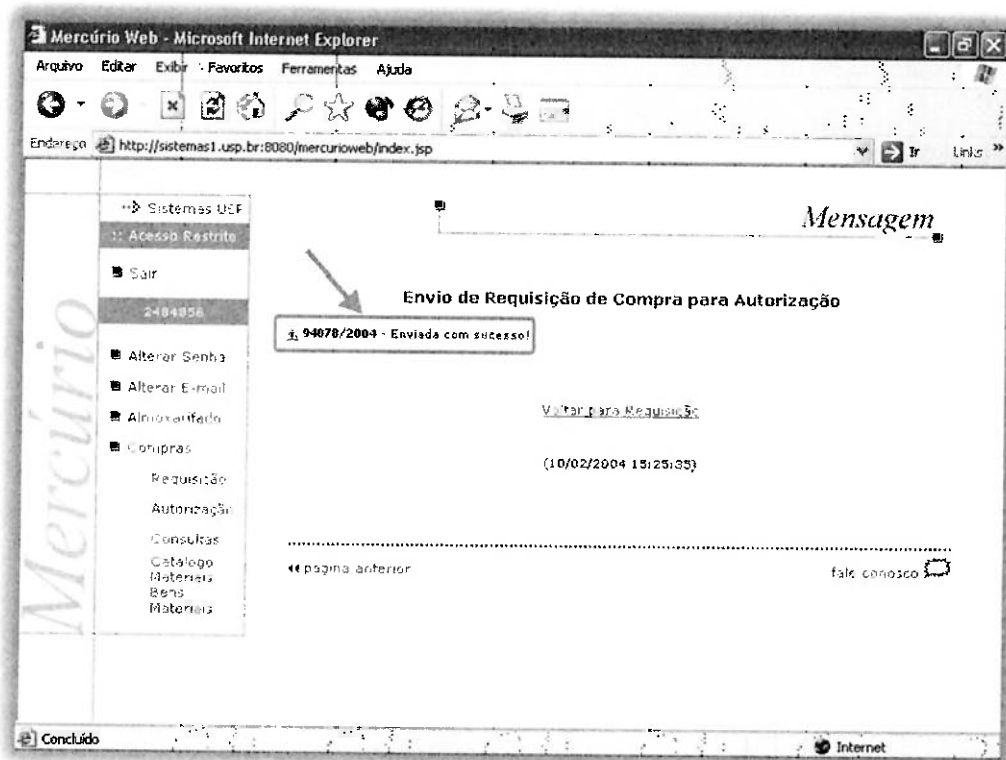 Mercúrio Web - Microsoft Internet Explorer
Arquivo Editar Exibir Favoritos Ferramentas Ajuda
Endereço http://sistemas1.usp.br:8080/mercurioweb/index.jsp Ir Links »
Mercúrio
Sistemas USP
:: Acesso Restrito
Sair
2484856
Alterar Senha
Alterar E-mail
Almoxarifado
Compras
Requisição
Autorização
Consultas
Catalogo
Materiais
Bens
Materiais
Mensagem
Envio de Requisição de Compra para Autorização
94078/2004 - Enviada com sucesso!
Voltar para Requisição
(10/02/2004 15:25:35)
página anterior
fale conosco
Concluído Internet